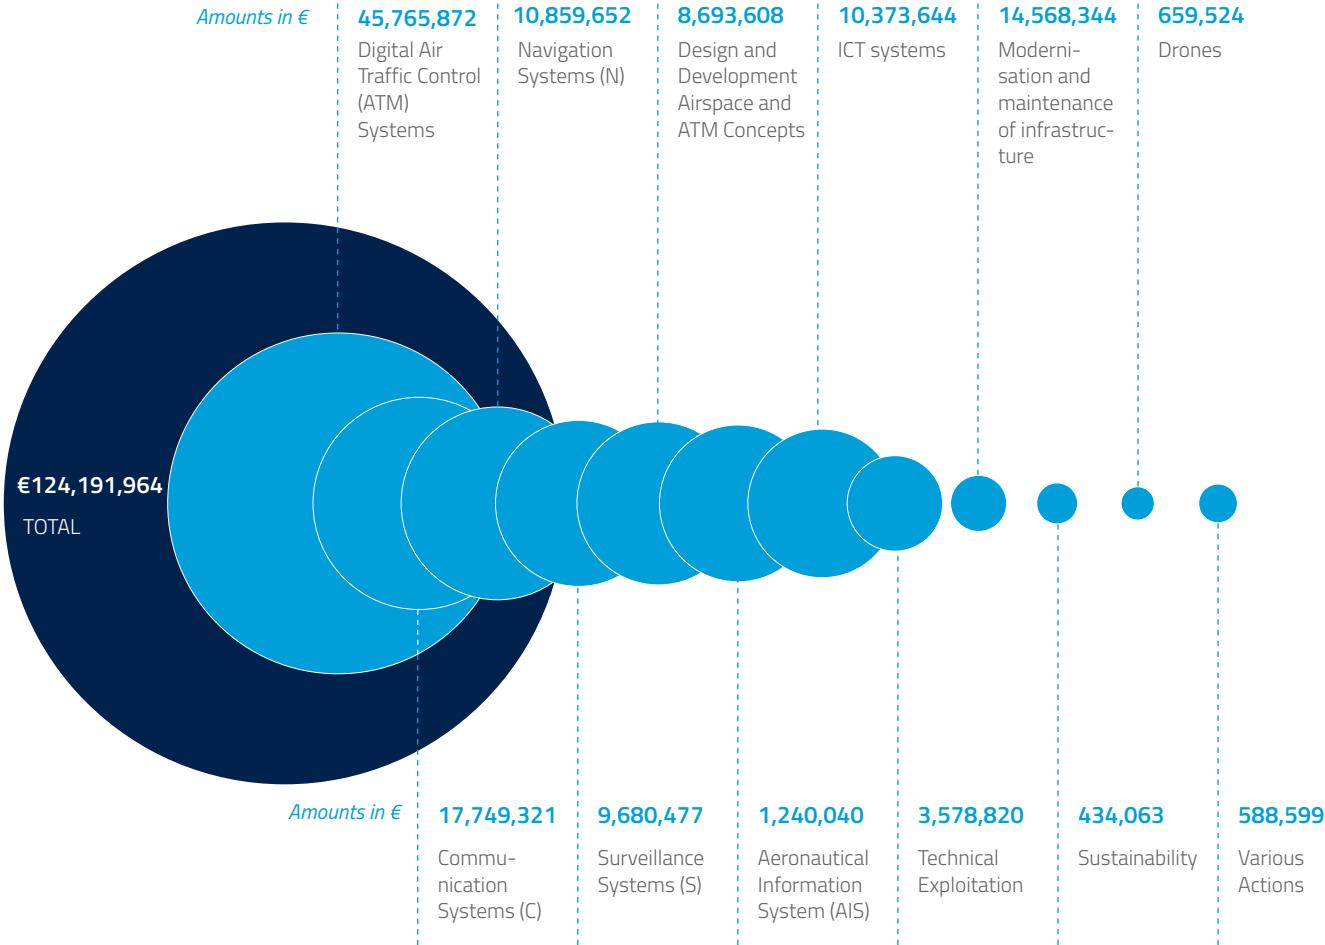 Amounts in €
45,765,872
Digital Air
Traffic Control
(ATM)
Systems
10,859,652
Navigation
Systems (N)
8,693,608
Design and
Development
Airspace and
ATM Concepts
10,373,644
ICT systems
14,568,344
Moderni-
sation and
maintenance
of infrastruc-
ture
659,524
Drones
€124,191,964
TOTAL
Amounts in €
17,749,321
Commu-
nication
Systems (C)
9,680,477
Surveillance
Systems (S)
1,240,040
Aeronautical
Information
System (AIS)
3,578,820
Technical
Exploitation
434,063
Sustainability
588,599
Various
Actions